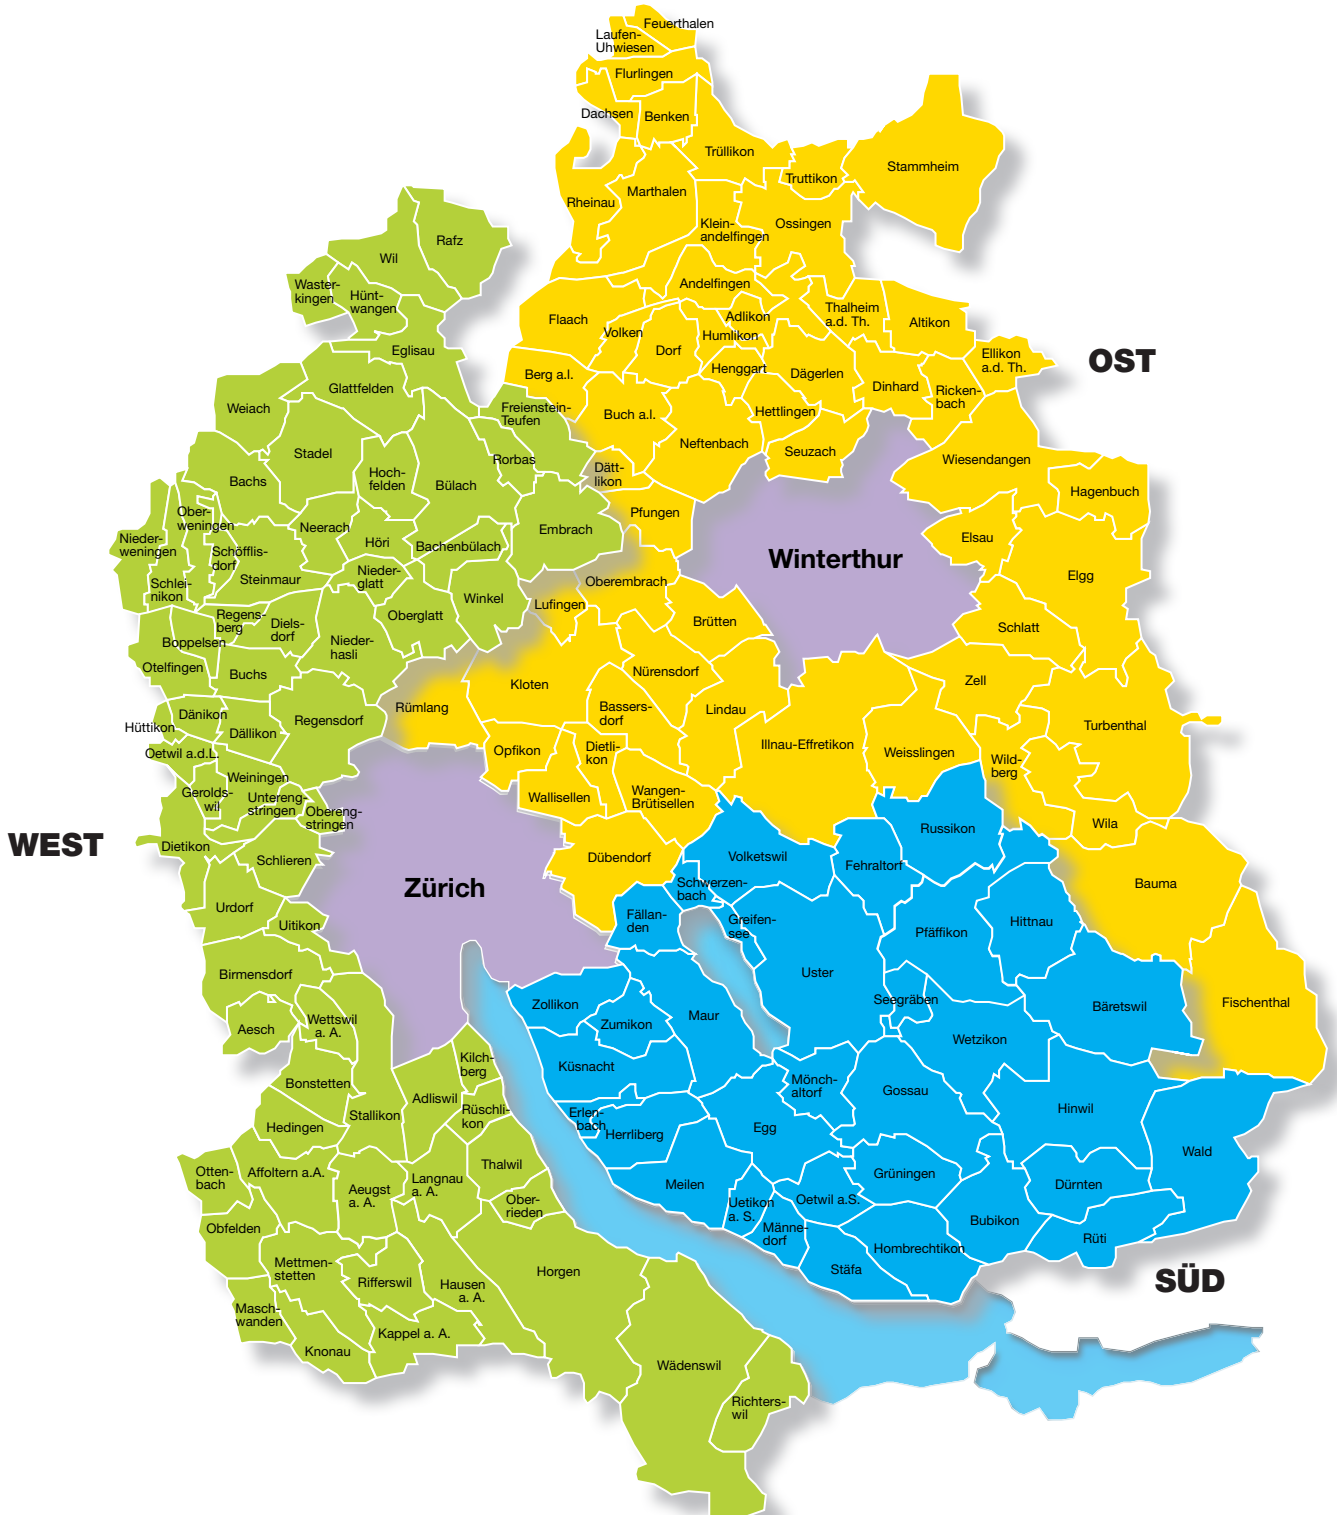 Feuerthalen
Laufen-
Uhwiesen
Flurlingen
Dachsen
Benken
Trüllikon
Truttikon
Stammheim
Marthalen
Rheinau
Klein-
andelfingen
Ossingen
Rafz
Wil
Waster-
kingen
Hünt-
wangen
Andelfingen
Flaach
Volken
Adlikon
Humlikon
Thalheim
a.d. Th.
Altikon
Eglisau
Dorf
Henggart
Dägerlen
Ellikon
a.d. Th.
OST
Berg a.l.
Dinhard
Ricken-
bach
Glattfelden
Weiach
Freienstein-
Teufen
Buch a.l.
Hettlingen
Neftenbach
Seuzach
Wiesendangen
Stadel
Rorbas
Dätt-
likon
Bachs
Hoch-
felden
Bülach
Hagenbuch
Ober-
weningen
Pfungen
Neerach
Embrach
Elsau
Nieder-
weningen
Höri
Bachenbülach
Winterthur
Schöfflis-
dorf
Steinmaur
Nieder-
glatt
Oberembrach
Elgg
Schlei-
nikon
Winkel
Lufingen
Regens-
berg
Diels-
dorf
Oberglatt
Brütten
Schlatt
Boppelsen
Nieder-
hasli
Otelfingen
Buchs
Kloten
Nürensdorf
Zell
Hüttikon
Dänikon
Dällikon
Regensdorf
Rümlang
Bassers-
dorf
Lindau
Turbenthal
Oetwil a.d.L.
Opfikon
Dietli-
kon
Illnau-Effretikon
Weisslingen
Wild-
berg
Weiningen
Gerolds-
wil
Untereng-
stringen
Obereng-
stringen
Wallisellen
Wangen-
Brütisellen
Wila
WEST
Dietikon
Schlieren
Russikon
Dübendorf
Volketswil
Fehraltorf
Zürich
Schwerzen-
bach
Bauma
Urdorf
Uitikon
Fällan-
den
Greifen-
see
Pfäffikon
Hittnau
Birmensdorf
Uster
Aesch
Wettswil
a. A.
Zollikon
Zumikon
Maur
Seegräben
Bäretswil
Fischenthal
Wetzikon
Kilch-
berg
Küsnacht
Bonstetten
Mönch-
altorf
Gossau
Adliswil
Stallikon
Rüschli-
kon
Erlen-
bach
Herrliberg
Hinwil
Hedingen
Egg
Wald
Otten-
bach
Affoltern a.A.
Aeugst
a. A.
Langnau
a. A.
Thalwil
Meilen
Grüningen
Dürnten
Ober-
rieden
Uetikon
a. S.
Oetwil a.S.
Obfelden
Männe-
dorf
Bubikon
Rüti
Hombrechtikon
Mettmen-
stetten
Rifferswil
Hausen
a. A.
Horgen
Stäfa
SÜD
Masch-
wanden
Knonau
Kappel a. A.
Wädenswil
Richters-
wil